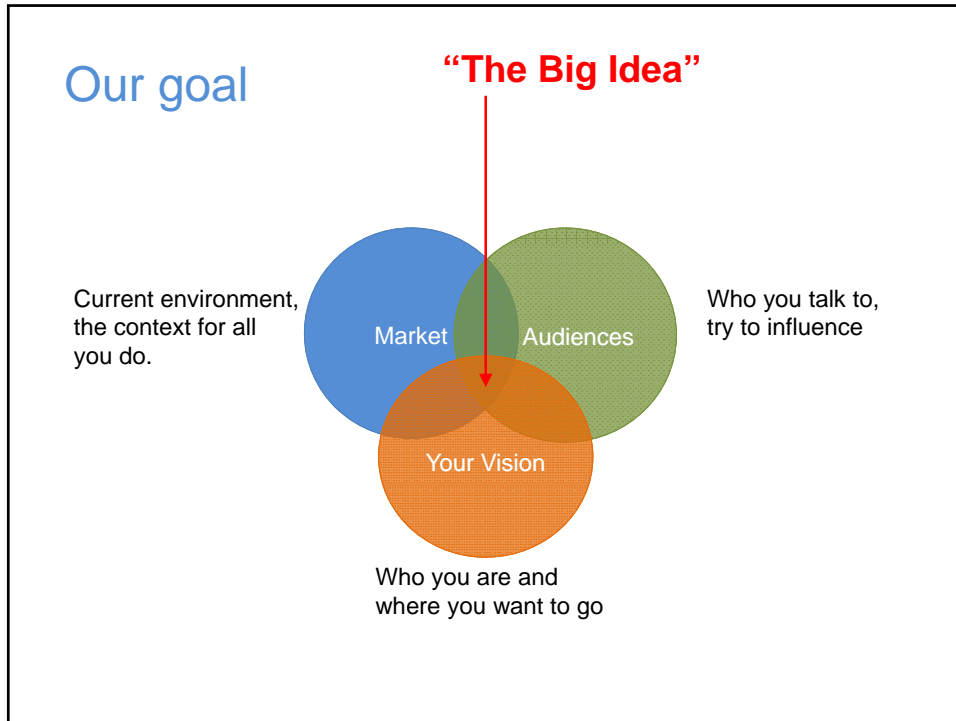 Our goal
“The Big Idea”
Current environment,
the context for all
you do.
Market
Audiences
Who you talk to,
try to influence
Your Vision
Who you are and
where you want to go